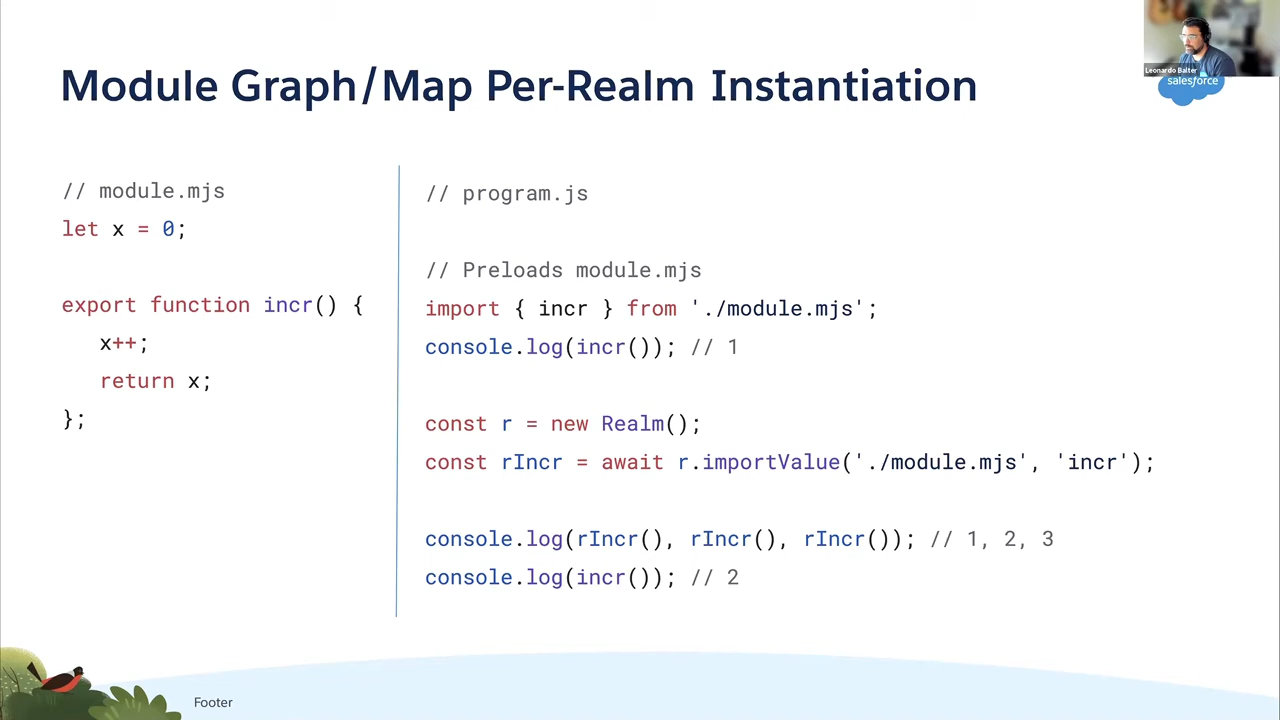 Module Graph/Map Per-Realm Instantiation
Leonardo Balter
salesforce
// module.mjs
let x = 0;
export function incr() {
x++;
return x;
};
// program.js
// Preloads module.mjs
import { incr } from './module.mjs';
console.log(incr()); // 1
const r = new Realm();
const rIncr = await r.importValue('./module.mjs', 'incr');
console.log(rIncr(), rIncr(), rIncr()); // 1, 2, 3
console.log(incr()); // 2
Footer